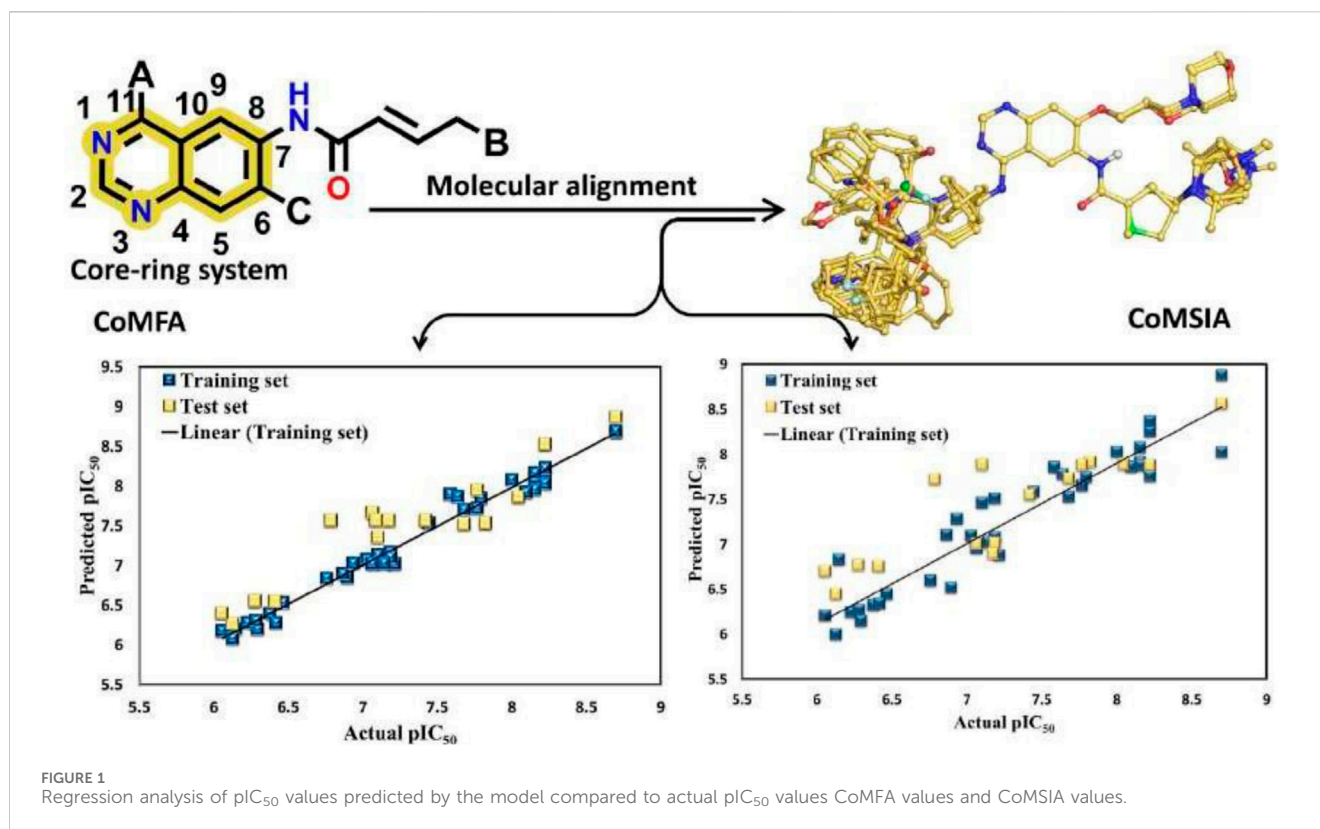 A
1
11
10
9
8
H
N
N
7
B
O
2
N
3
4
5
6
C
Molecular alignment
Core-ring system
CoMFA
CoMSIA
9.5
9
8.5
8
7.5
7
6.5
6
5.5
Predicted pIC50
Training set
Test set
Linear (Training set)
5.5 6 6.5 7 7.5 8 8.5 9
Actual pIC50
9
8.5
8
7.5
7
6.5
6
5.5
Predicted pIC50
Training set
Test set
Linear (Training set)
5.5 6 6.5 7 7.5 8 8.5 9
Actual pIC50
FIGURE 1
Regression analysis of pIC50 values predicted by the model compared to actual pIC50 values CoMFA values and CoMSIA values.